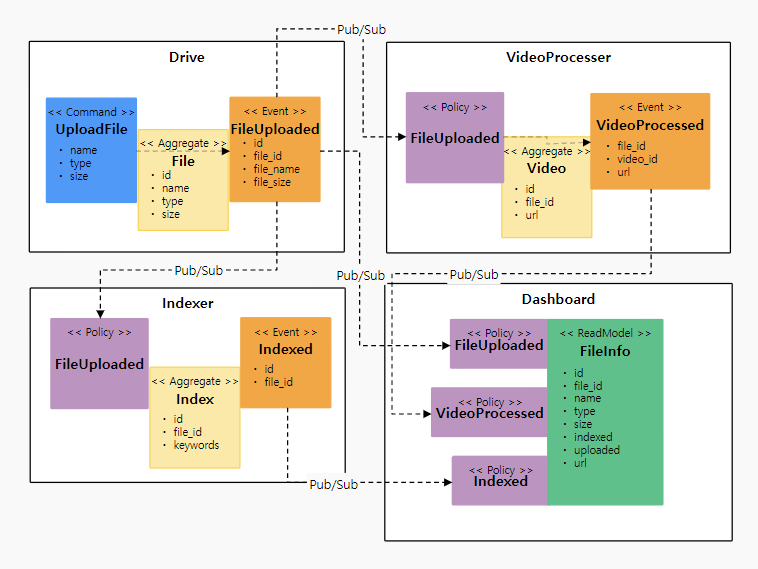 Pub/Sub
Drive
<< Command >>
UploadFile
• name
• type
• size
<< Aggregate >>
File
• id
• name
• type
• size
<< Event >>
FileUploaded
• id
• file_id
• file_name
• file_size
VideoProcesser
<< Policy >>
FileUploaded
<< Aggregate >>
Video
• id
• file_id
• url
<< Event >>
VideoProcessed
• file_id
• video_id
• url
Pub/Sub
Pub/Sub
Pub/Sub
Indexer
<< Policy >>
FileUploaded
<< Aggregate >>
Index
• id
• file_id
• keywords
<< Event >>
Indexed
• id
• file_id
Pub/Sub
Dashboard
<< Policy >>
FileUploaded
<< Policy >>
VideoProcessed
<< Policy >>
Indexed
<< ReadModel >>
FileInfo
• id
• file_id
• name
• type
• size
• indexed
• uploaded
• url